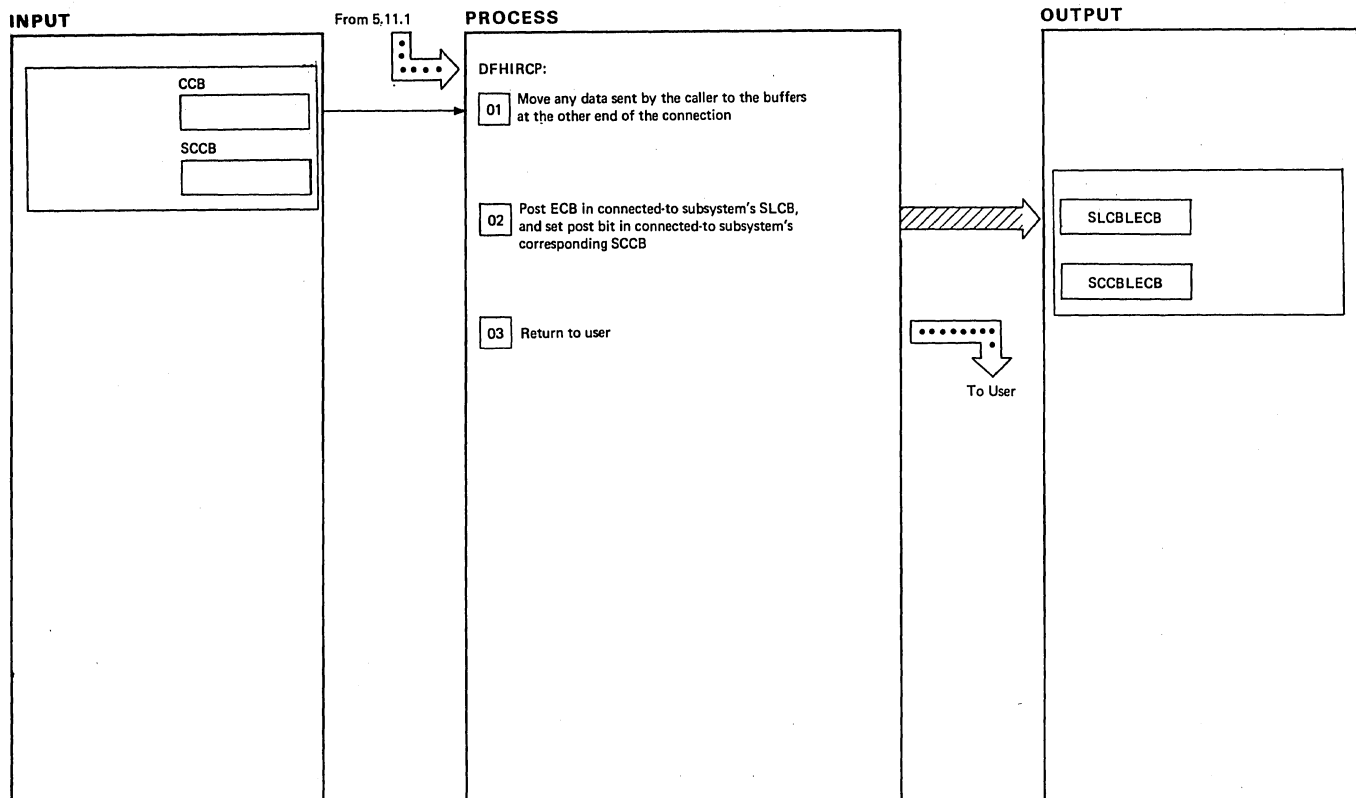 INPUT
From 5.11.1
PROCESS
OUTPUT
CCB
SCCB
DFHIRCP:
01 Move any data sent by the caller to the buffers
at the other end of the connection
02 Post ECB in connected-to subsystem's SLCB,
and set post bit in connected-to subsystem's
corresponding SCCB
SLCBLECB
SCCBLECB
03 Return to user
To User